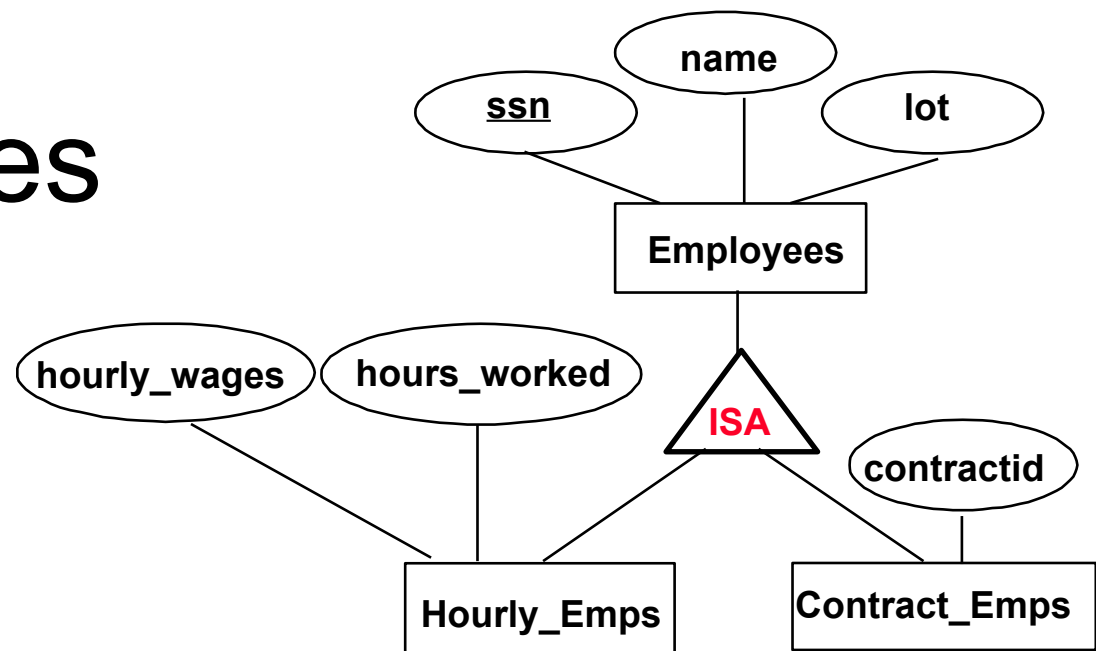 name
ssn
lot
es
Employees
hourly_wages
hours_worked
ISA
contractid
Hourly_Emps
Contract_Emps